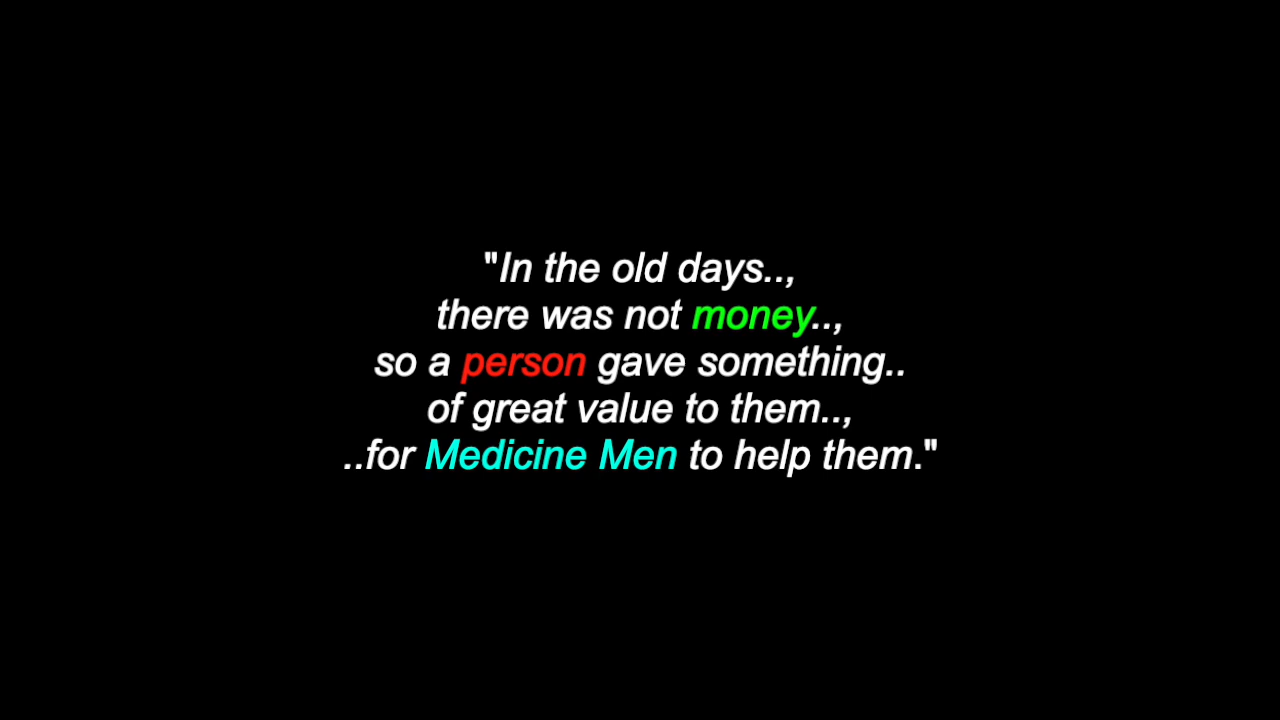 "In the old days..,
there was not money..,
so a person gave something..
of great value to them..,
..for Medicine Men to help them."